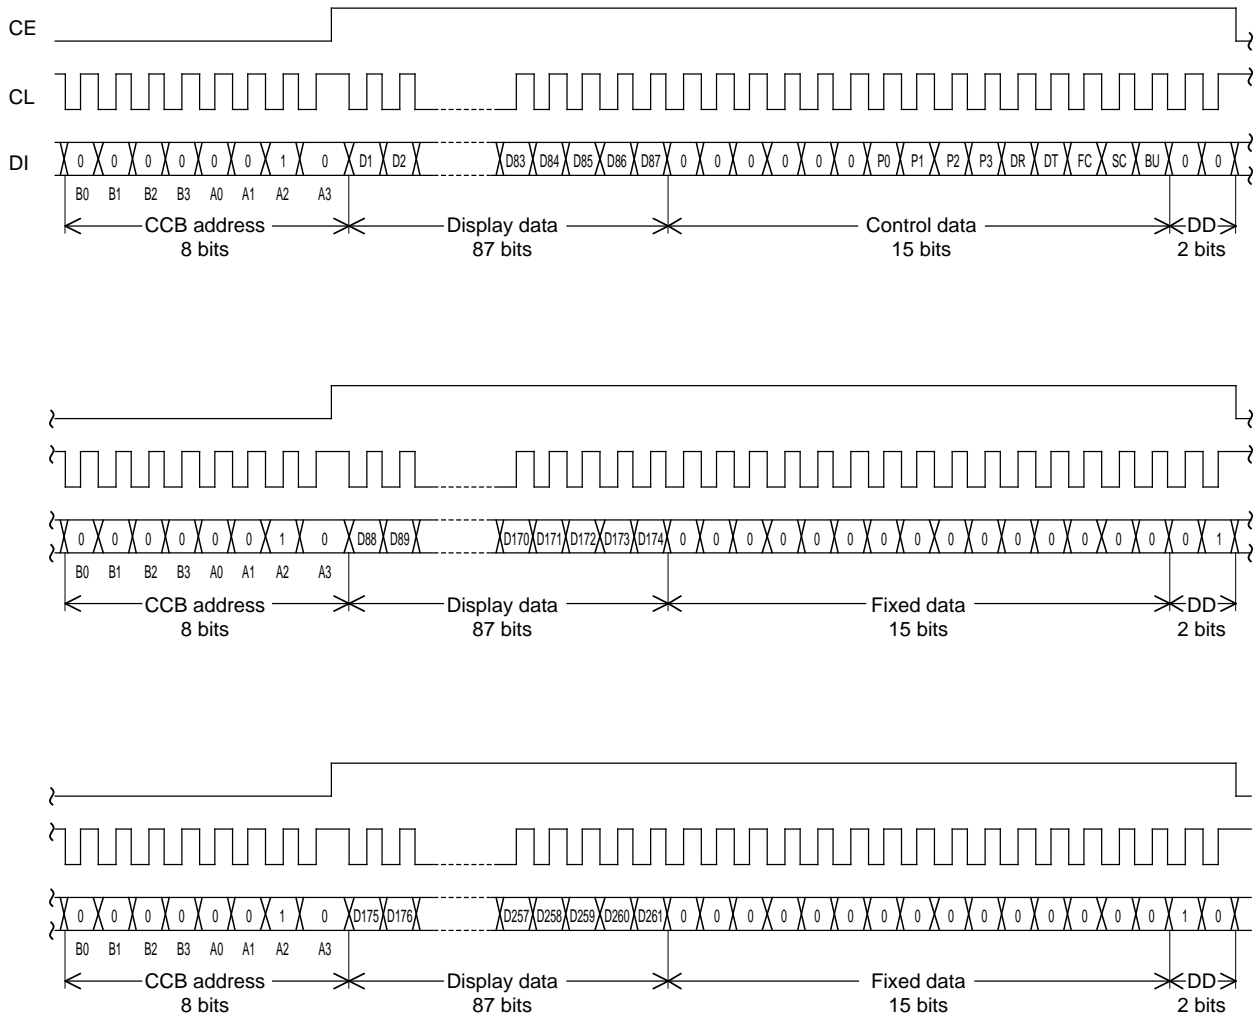 CE
CL
DI 0 0 0 0 0 0 1 0 D1 D2 D83 D84 D85 D86 D87 0 0 0 0 0 0 P0 P1 P2 P3 DR DT FC SC BU 0 0
B0 B1 B2 B3 A0 A1 A2 A3
CCB address Display data Control data DD
8 bits 87 bits 15 bits 2 bits
0 0 0 0 0 0 1 0 D88 D89 D170 D171 D172 D173 D174 0 0 0 0 0 0 0 0 0 0 0 0 0 0 0 0 1
B0 B1 B2 B3 A0 A1 A2 A3
CCB address Display data Fixed data DD
8 bits 87 bits 15 bits 2 bits
0 0 0 0 0 0 1 0 D175 D176 D257 D258 D259 D260 D261 0 0 0 0 0 0 0 0 0 0 0 0 0 0 0 1 0
B0 B1 B2 B3 A0 A1 A2 A3
CCB address Display data Fixed data DD
8 bits 87 bits 15 bits 2 bits